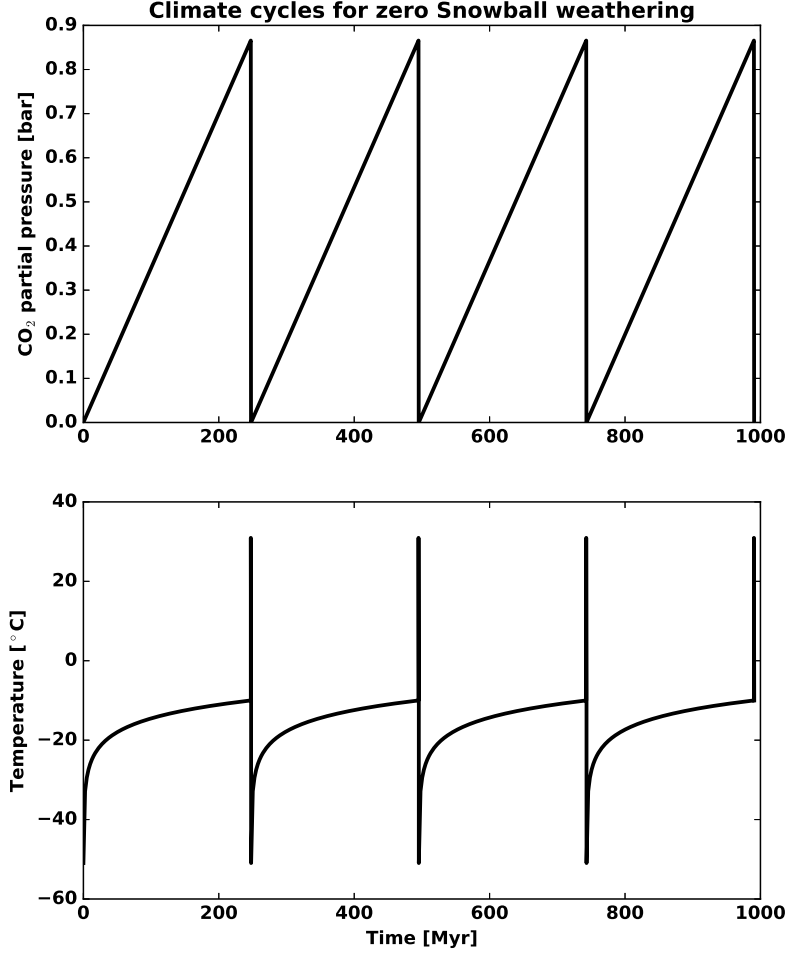 Climate cycles for zero Snowball weathering
CO₂ partial pressure [bar]
0.9
0.8
0.7
0.6
0.5
0.4
0.3
0.2
0.1
0.0
0 200 400 600 800 1000
Temperature [°C]
40
20
0
−20
−40
−60
0 200 400 600 800 1000
Time [Myr]